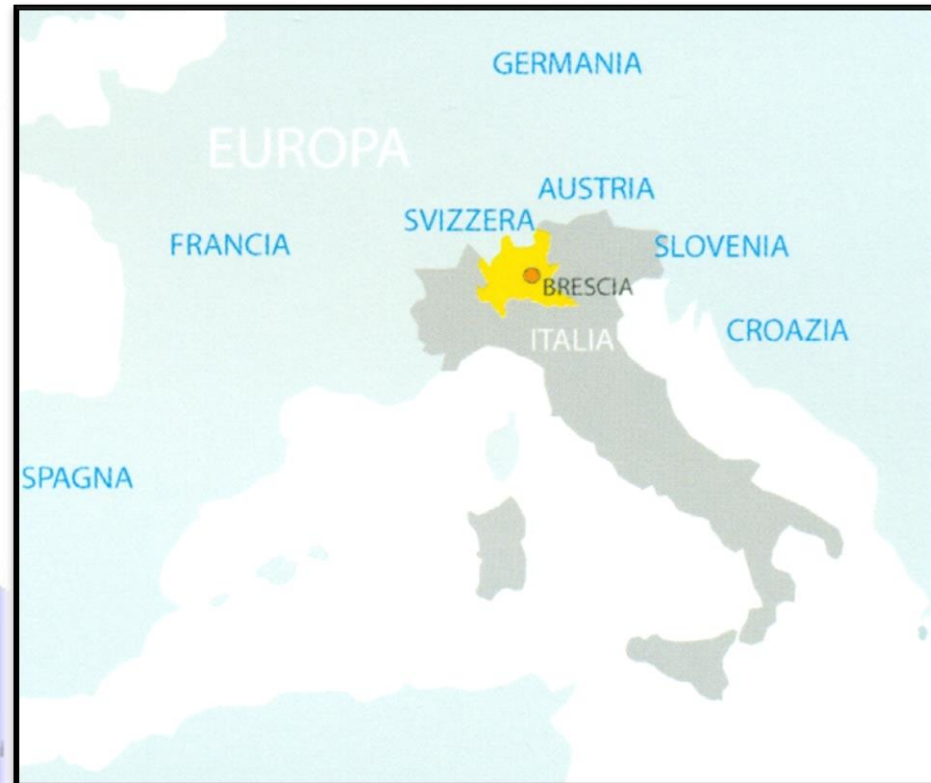 GERMANIA
EUROPA
AUSTRIA
SVIZZERA
FRANCIA
SLOVENIA
BRESCIA
CROAZIA
ITALIA
SPAGNA